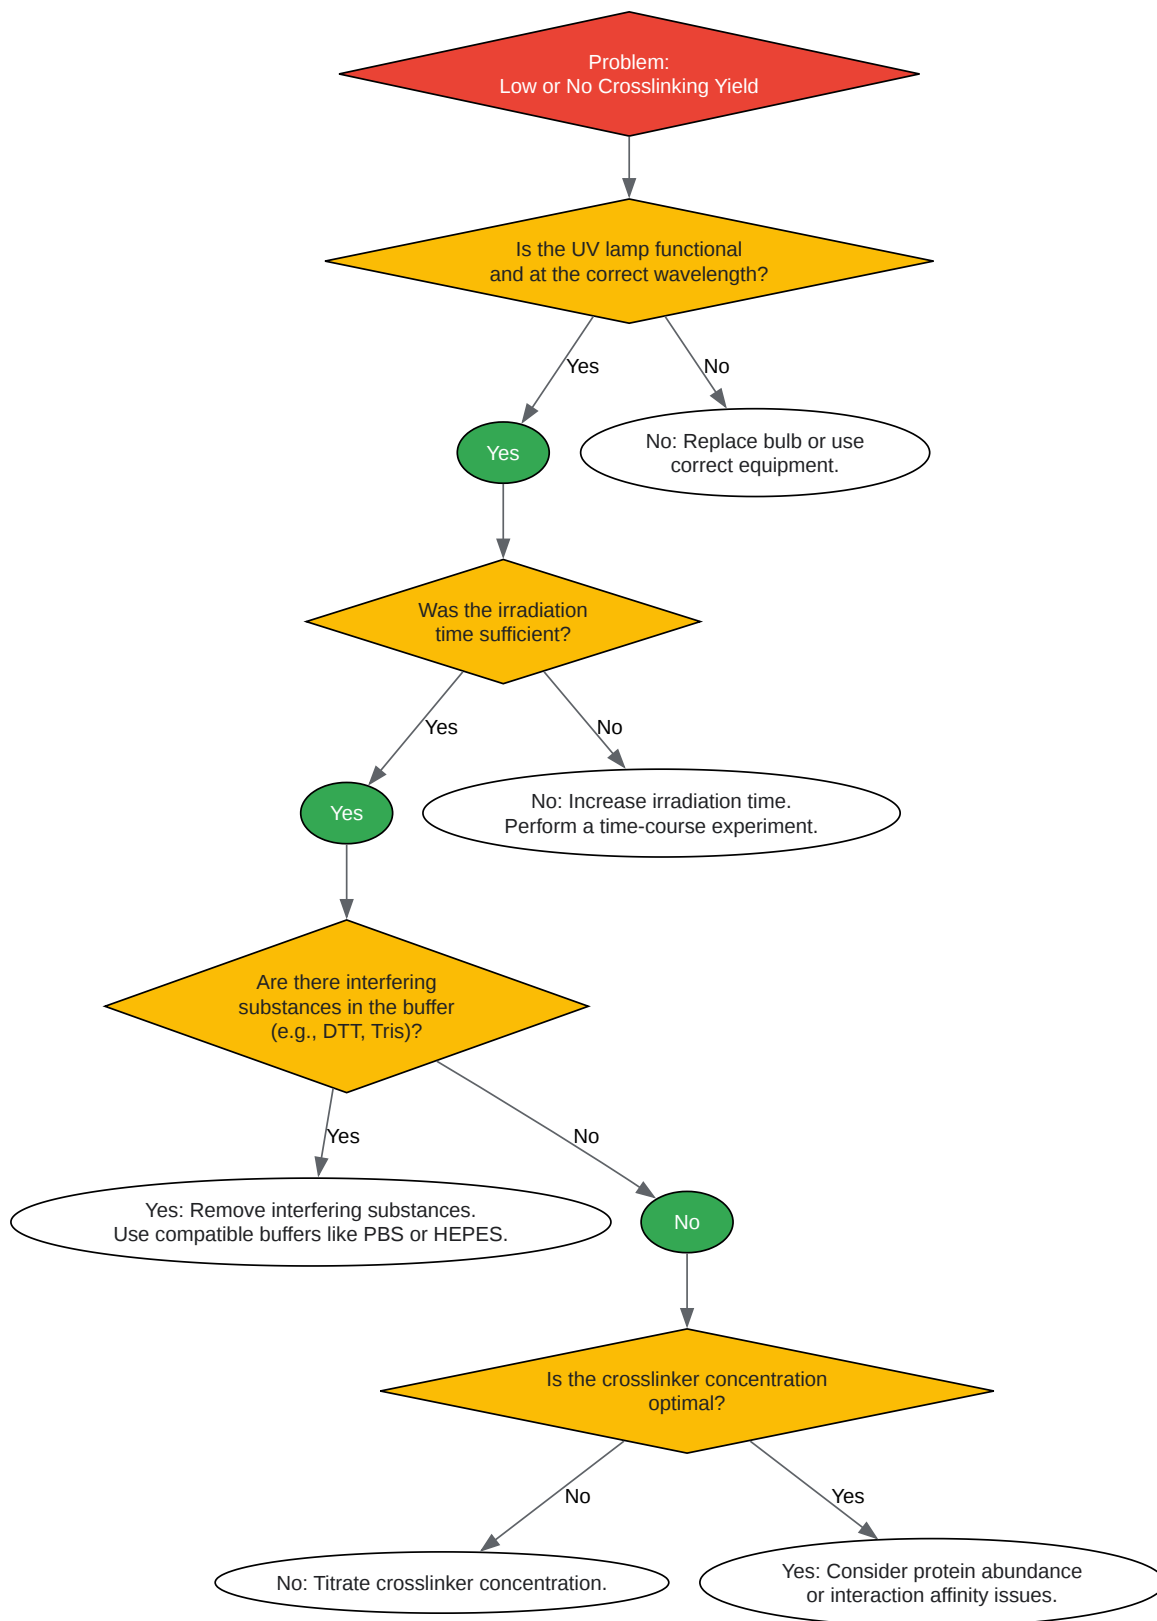 Problem:
Low or No Crosslinking Yield
Is the UV lamp functional
and at the correct wavelength?
Yes
No
Yes
No: Replace bulb or use
correct equipment.
Was the irradiation
time sufficient?
Yes
No
Yes
No: Increase irradiation time.
Perform a time-course experiment.
Are there interfering
substances in the buffer
(e.g., DTT, Tris)?
Yes
No
Yes: Remove interfering substances.
Use compatible buffers like PBS or HEPES.
No
Is the crosslinker concentration
optimal?
No
Yes
No: Titrate crosslinker concentration.
Yes: Consider protein abundance
or interaction affinity issues.